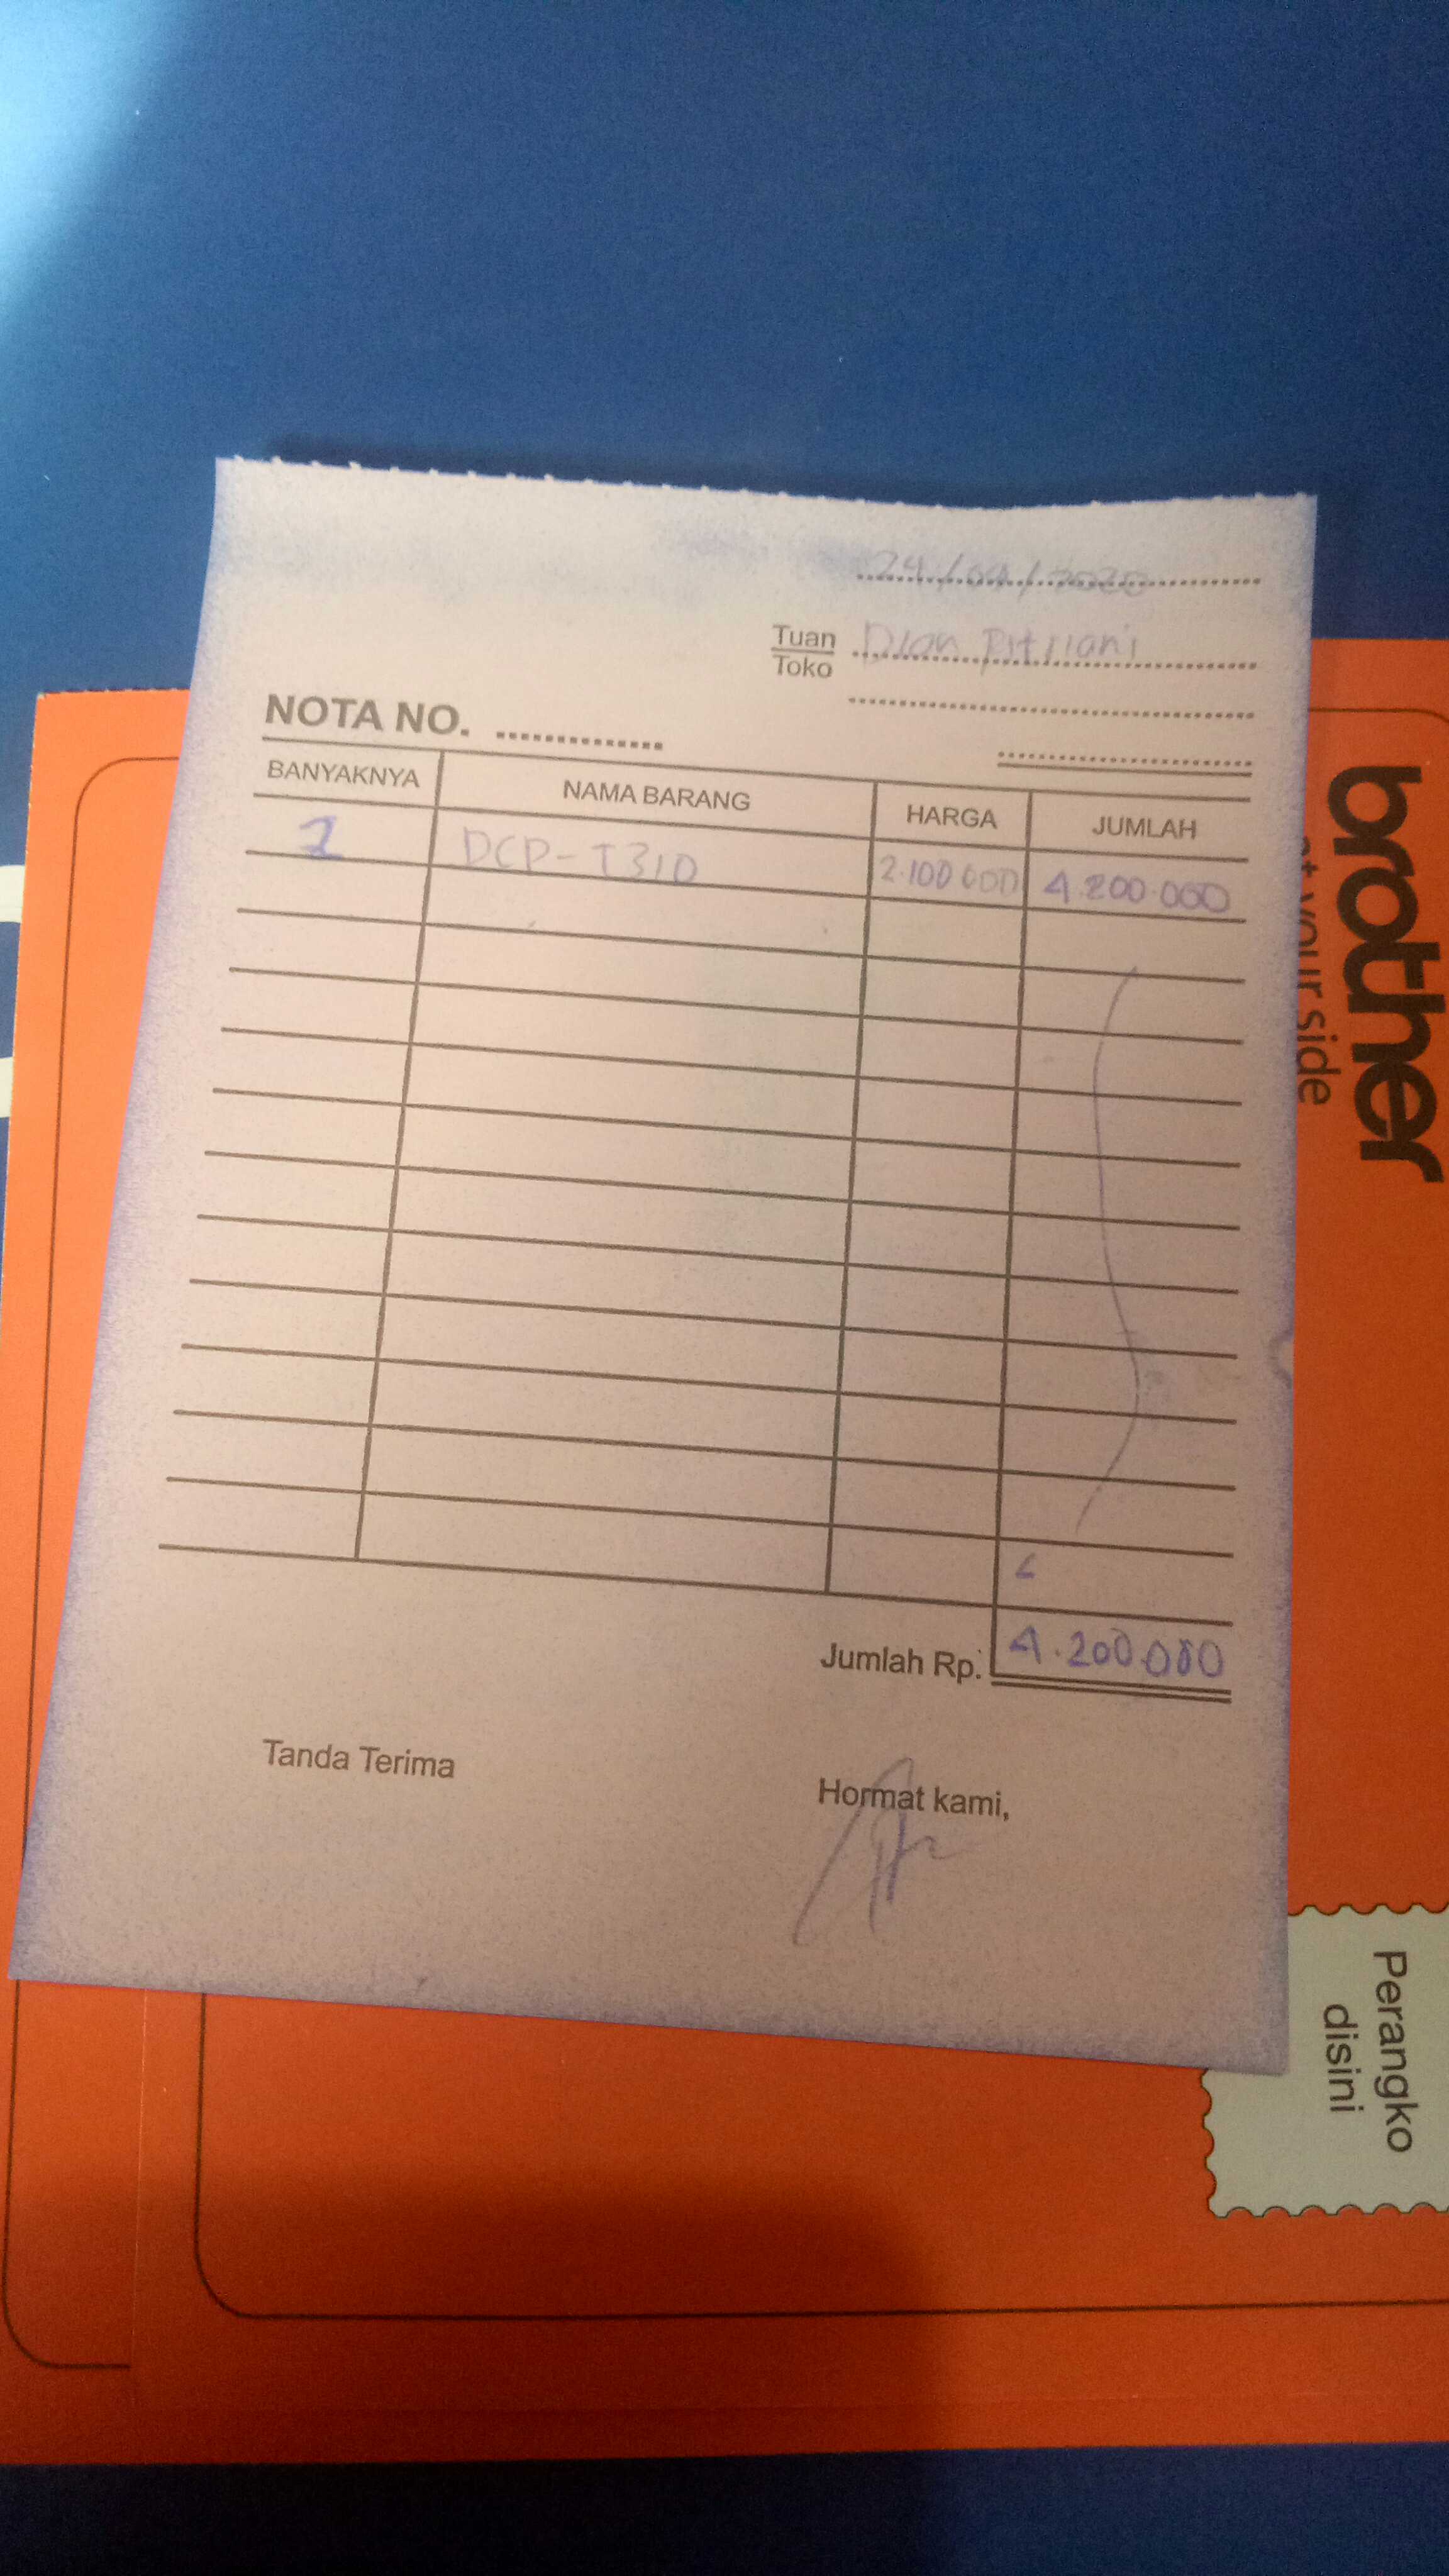 24/04/2020
Tuan Dian Pitriani
Toko
NOTA NO.
BANYAKNYA NAMA BARANG HARGA JUMLAH
2 DCP-T310 2.100.000 4.200.000
Jumlah Rp. 4.200.000
Tanda Terima Hormat kami,
brother
at your side
Perangko
disini